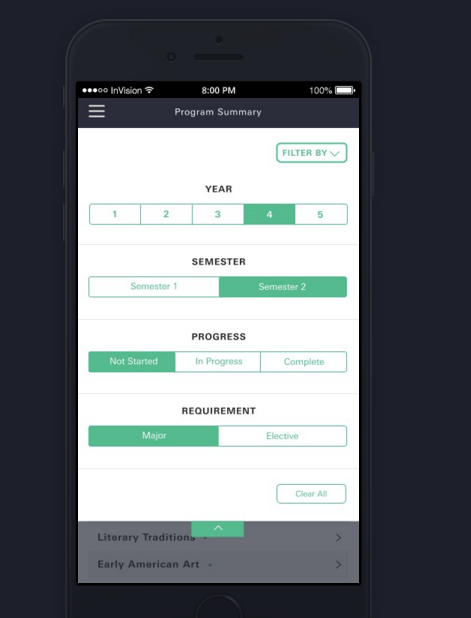 InVision 8:00 PM 100%
Program Summary
FILTER BY
YEAR
1 2 3 4 5
SEMESTER
Semester 1 Semester 2
PROGRESS
Not Started In Progress Complete
REQUIREMENT
Major Elective
Clear All
Literary Traditions
Early American Art